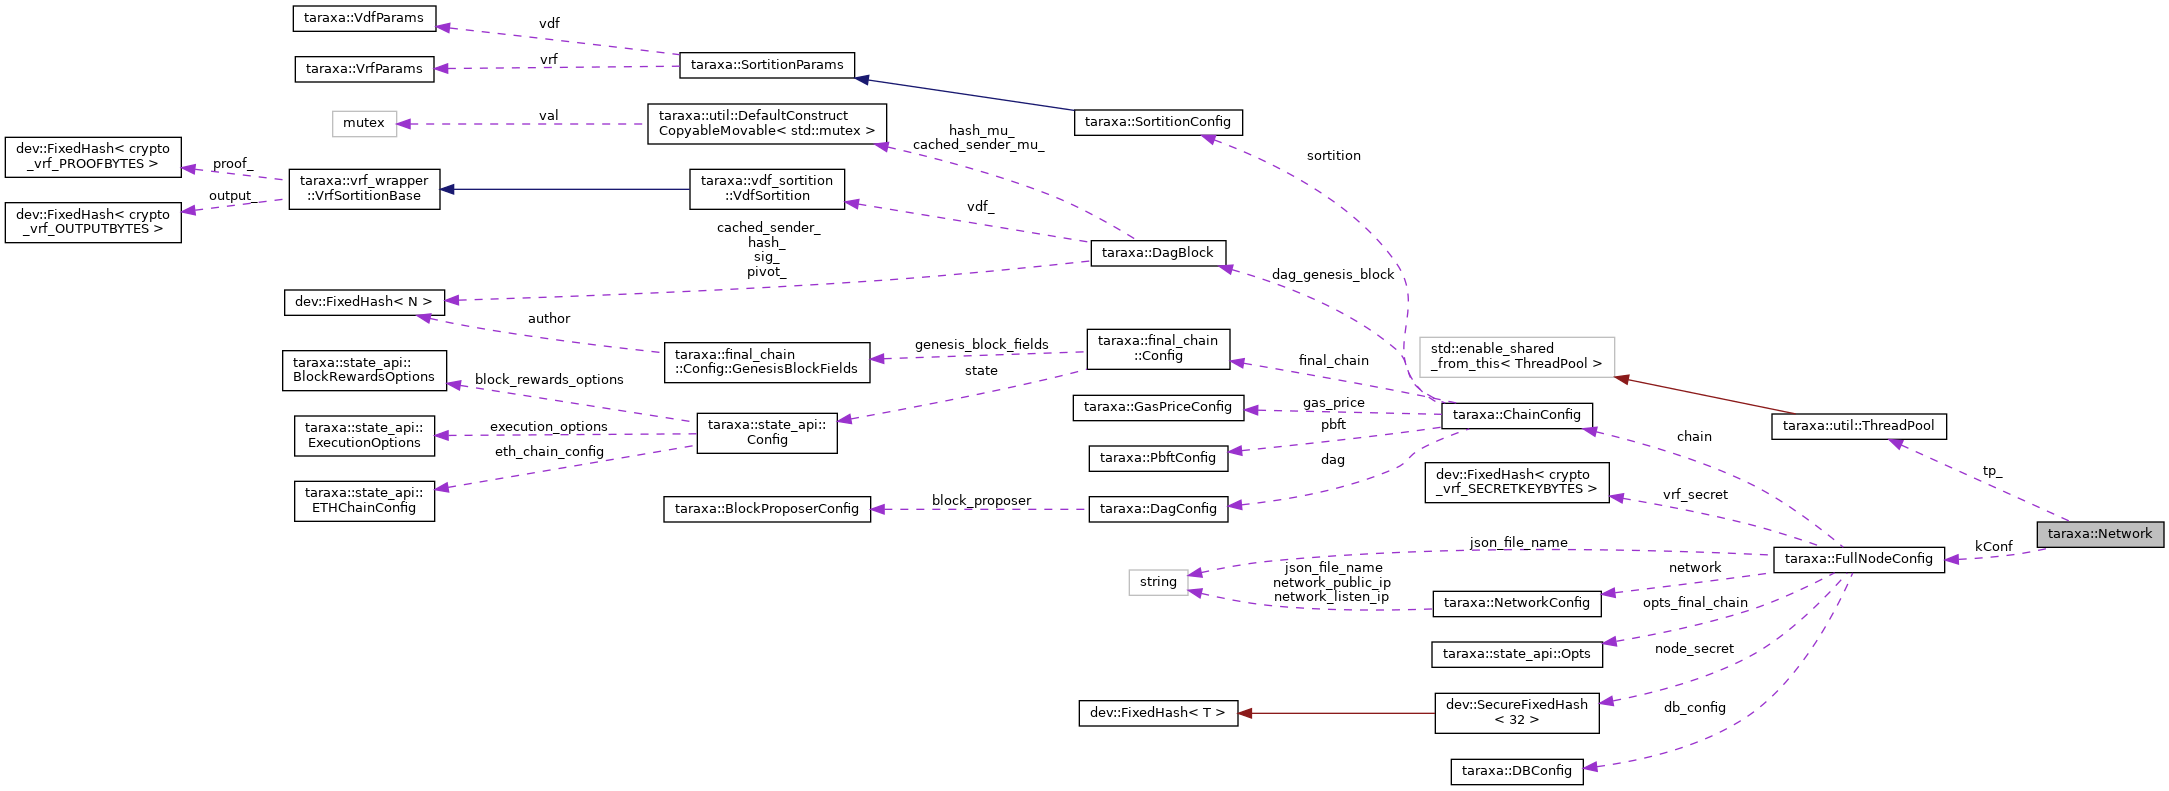 taraxa::VdfParams
vdf
taraxa::VrfParams
vrf
taraxa::SortitionParams
mutex
val
taraxa::util::DefaultConstruct
CopyableMovable< std::mutex >
taraxa::SortitionConfig
hash_mu_
cached_sender_mu_
sortition
dev::FixedHash< crypto
_vrf_PROOFBYTES >
proof_
taraxa::vrf_wrapper
::VrfSortitionBase
taraxa::vdf_sortition
::VdfSortition
output_
dev::FixedHash< crypto
_vrf_OUTPUTBYTES >
vdf_
cached_sender_
hash_
sig_
pivot_
taraxa::DagBlock
dag_genesis_block
dev::FixedHash< N >
author
taraxa::final_chain
::Config::GenesisBlockFields
genesis_block_fields
taraxa::final_chain
::Config
final_chain
std::enable_shared
_from_this< ThreadPool >
taraxa::state_api::
BlockRewardsOptions
block_rewards_options
state
taraxa::GasPriceConfig
gas_price
taraxa::ChainConfig
taraxa::state_api::
ExecutionOptions
execution_options
taraxa::state_api::
Config
pbft
taraxa::util::ThreadPool
chain
eth_chain_config
taraxa::PbftConfig
dag
dev::FixedHash< crypto
_vrf_SECRETKEYBYTES >
vrf_secret
tp_
taraxa::state_api::
ETHChainConfig
taraxa::BlockProposerConfig
block_proposer
taraxa::DagConfig
taraxa::Network
json_file_name
kConf
taraxa::FullNodeConfig
string
json_file_name
network_public_ip
network_listen_ip
network
taraxa::NetworkConfig
opts_final_chain
taraxa::state_api::Opts
node_secret
dev::FixedHash< T >
dev::SecureFixedHash
< 32 >
db_config
taraxa::DBConfig